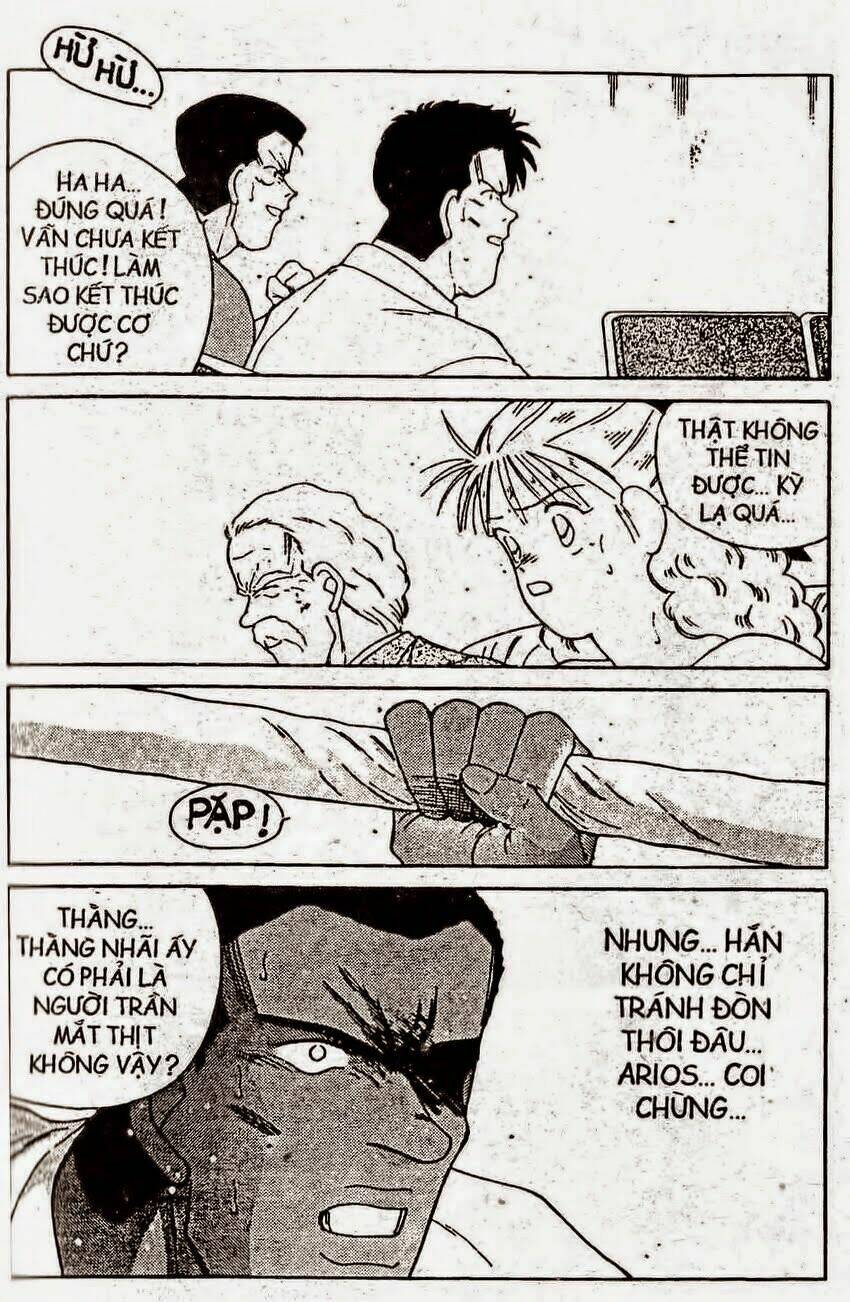 HỪ
HỪ...
HA HA...
ĐÚNG QUÁ!
VẪN CHƯA KẾT
THÚC! LÀM
SAO KẾT THÚC
ĐƯỢC CƠ
CHỨ?
THẬT KHÔNG
THỂ TIN
ĐƯỢC... KỲ
LẠ QUÁ...
PẶP!
THẰNG...
THẰNG NHÃI ẤY
CÓ PHẢI LÀ
NGƯỜI TRẦN
MẮT THỊT
KHÔNG VẬY?
NHƯNG... HẮN
KHÔNG CHỈ
TRÁNH ĐÒN
THÔI ĐÂU...
ARIOS... COI
CHỪNG...